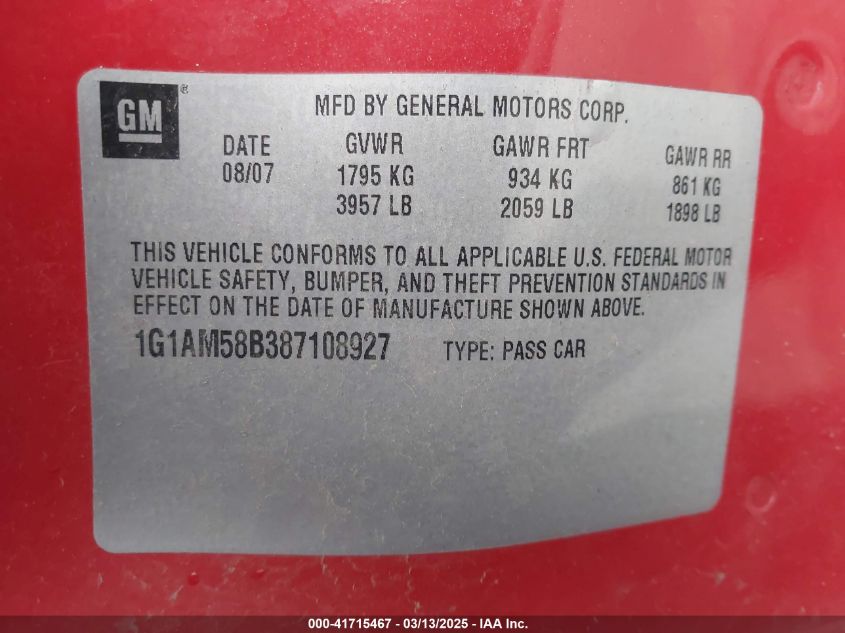 GM®
MFD BY GENERAL MOTORS CORP.
DATE GVWR GAWR FRT GAWR RR
08/07 1795 KG 934 KG 861 KG
3957 LB 2059 LB 1898 LB
THIS VEHICLE CONFORMS TO ALL APPLICABLE U.S. FEDERAL MOTOR
VEHICLE SAFETY, BUMPER, AND THEFT PREVENTION STANDARDS IN
EFFECT ON THE DATE OF MANUFACTURE SHOWN ABOVE.
1G1AM58B387108927 TYPE: PASS CAR
000-41715467 - 03/13/2025 - IAA Inc.